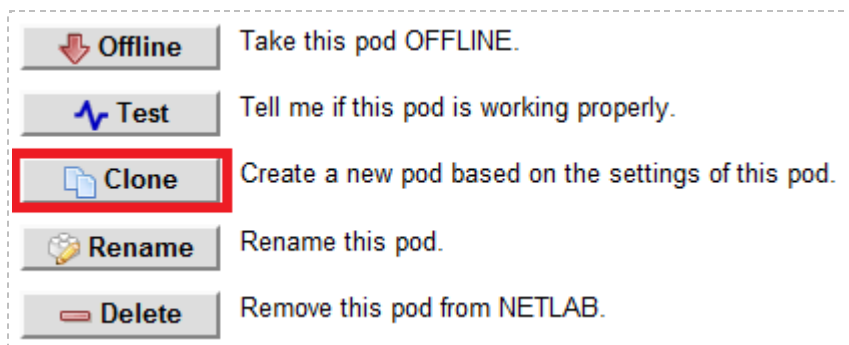 Offline Take this pod OFFLINE.
Test Tell me if this pod is working properly.
Clone Create a new pod based on the settings of this pod.
Rename Rename this pod.
Delete Remove this pod from NETLAB.